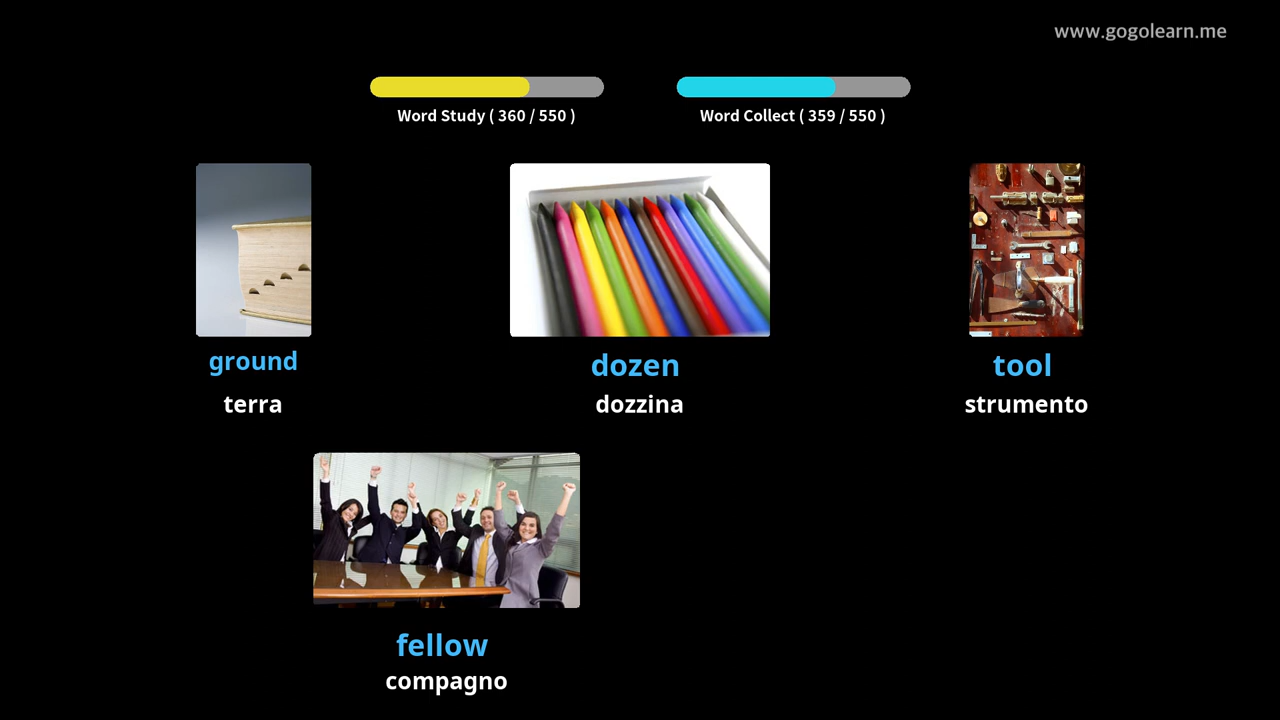 www.gogolearn.me
Word Study ( 360 / 550 )
Word Collect ( 359 / 550 )
ground
terra
dozen
dozzina
tool
strumento
fellow
compagno